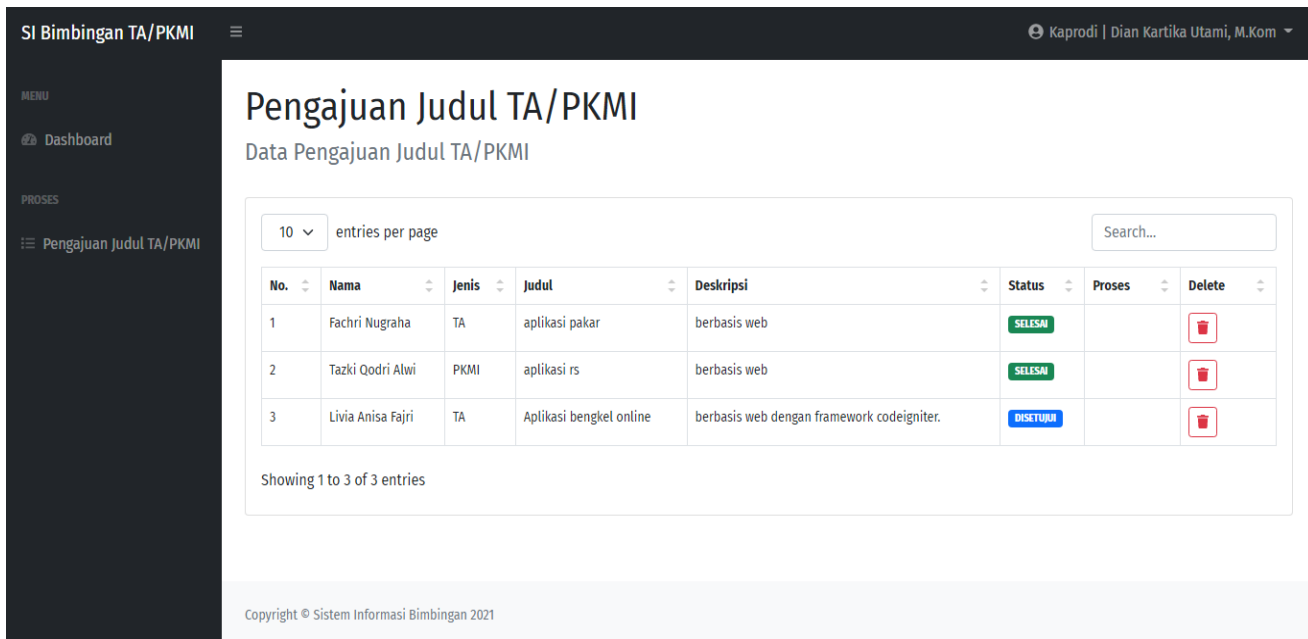 SI Bimbingan TA/PKMI
Kaprodi | Dian Kartika Utami, M.Kom
MENU
Dashboard
PROSES
Pengajuan Judul TA/PKMI
Pengajuan Judul TA/PKMI
Data Pengajuan Judul TA/PKMI
10 entries per page
Search...
No. Nama Jenis Judul Deskripsi Status Proses Delete
1 Fachri Nugraha TA aplikasi pakar berbasis web SELESAI
2 Tazki Qodri Alwi PKMI aplikasi rs berbasis web SELESAI
3 Livia Anisa Fajri TA Aplikasi bengkel online berbasis web dengan framework codeigniter. DISETUJUI
Showing 1 to 3 of 3 entries
Copyright © Sistem Informasi Bimbingan 2021